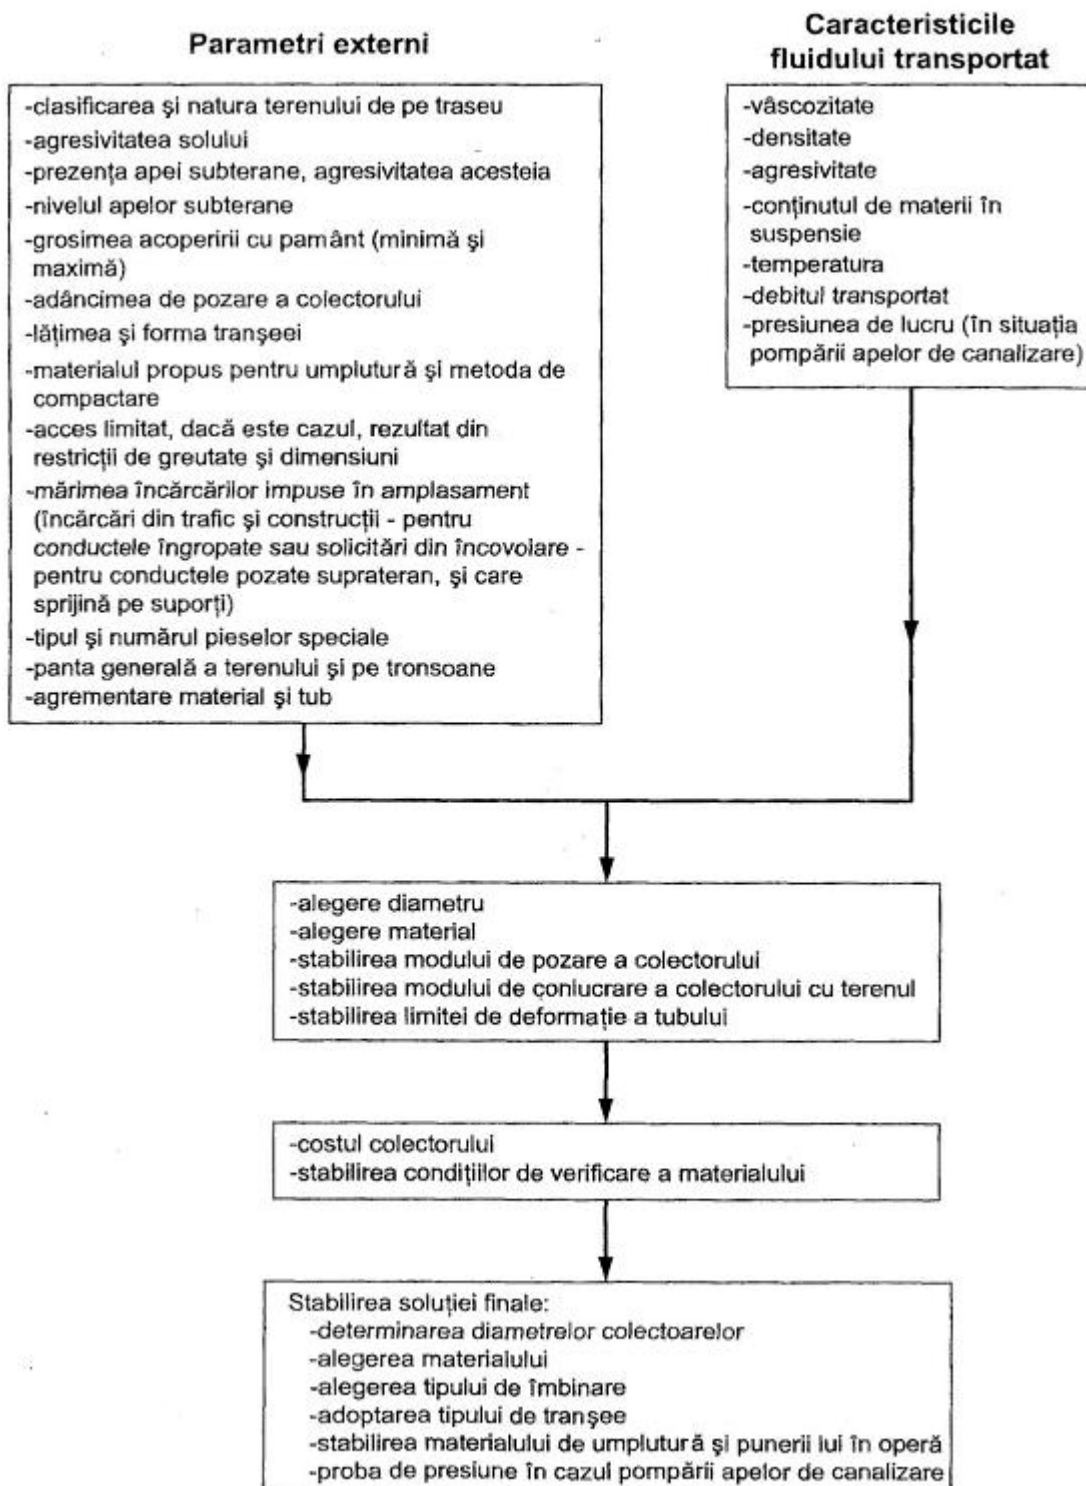 Parametri externi
-clasificarea şi natura terenului de pe traseu
-agresivitatea solului
-prezenţa apei subterane, agresivitatea acesteia
-nivelul apelor subterane
-grosimea acoperirii cu pamânt (minimă şi
maximă)
-adâncimea de pozare a colectorului
-lăţimea şi forma tranşeei
-materialul propus pentru umplutură şi metoda de
compactare
-acces limitat, dacă este cazul, rezultat din
restricţii de greutate şi dimensiuni
-mărimea încărcărilor impuse în amplasament
(încărcări din trafic şi construcţii - pentru
conductele îngropate sau solicitări din încovoiare -
pentru conductele pozate suprateran, şi care
sprijină pe suporţi)
-tipul şi numărul pieselor speciale
-panta generală a terenului şi pe tronsoane
-agrementare material şi tub
Caracteristicile
fluidului transportat
-vâscozitate
-densitate
-agresivitate
-conţinutul de materii în
suspensie
-temperatura
-debitul transportat
-presiunea de lucru (în situaţia
pompării apelor de canalizare)
-alegere diametru
-alegere material
-stabilirea modului de pozare a colectorului
-stabilirea modului de conlucrare a colectorului cu terenul
-stabilirea limitei de deformaţie a tubului
-costul colectorului
-stabilirea condiţiilor de verificare a materialului
Stabilirea soluţiei finale:
-determinarea diametrelor colectoarelor
-alegerea materialului
-alegerea tipului de îmbinare
-adoptarea tipului de tranşee
-stabilirea materialului de umplutură şi punerii lui în operă
-proba de presiune în cazul pompării apelor de canalizare